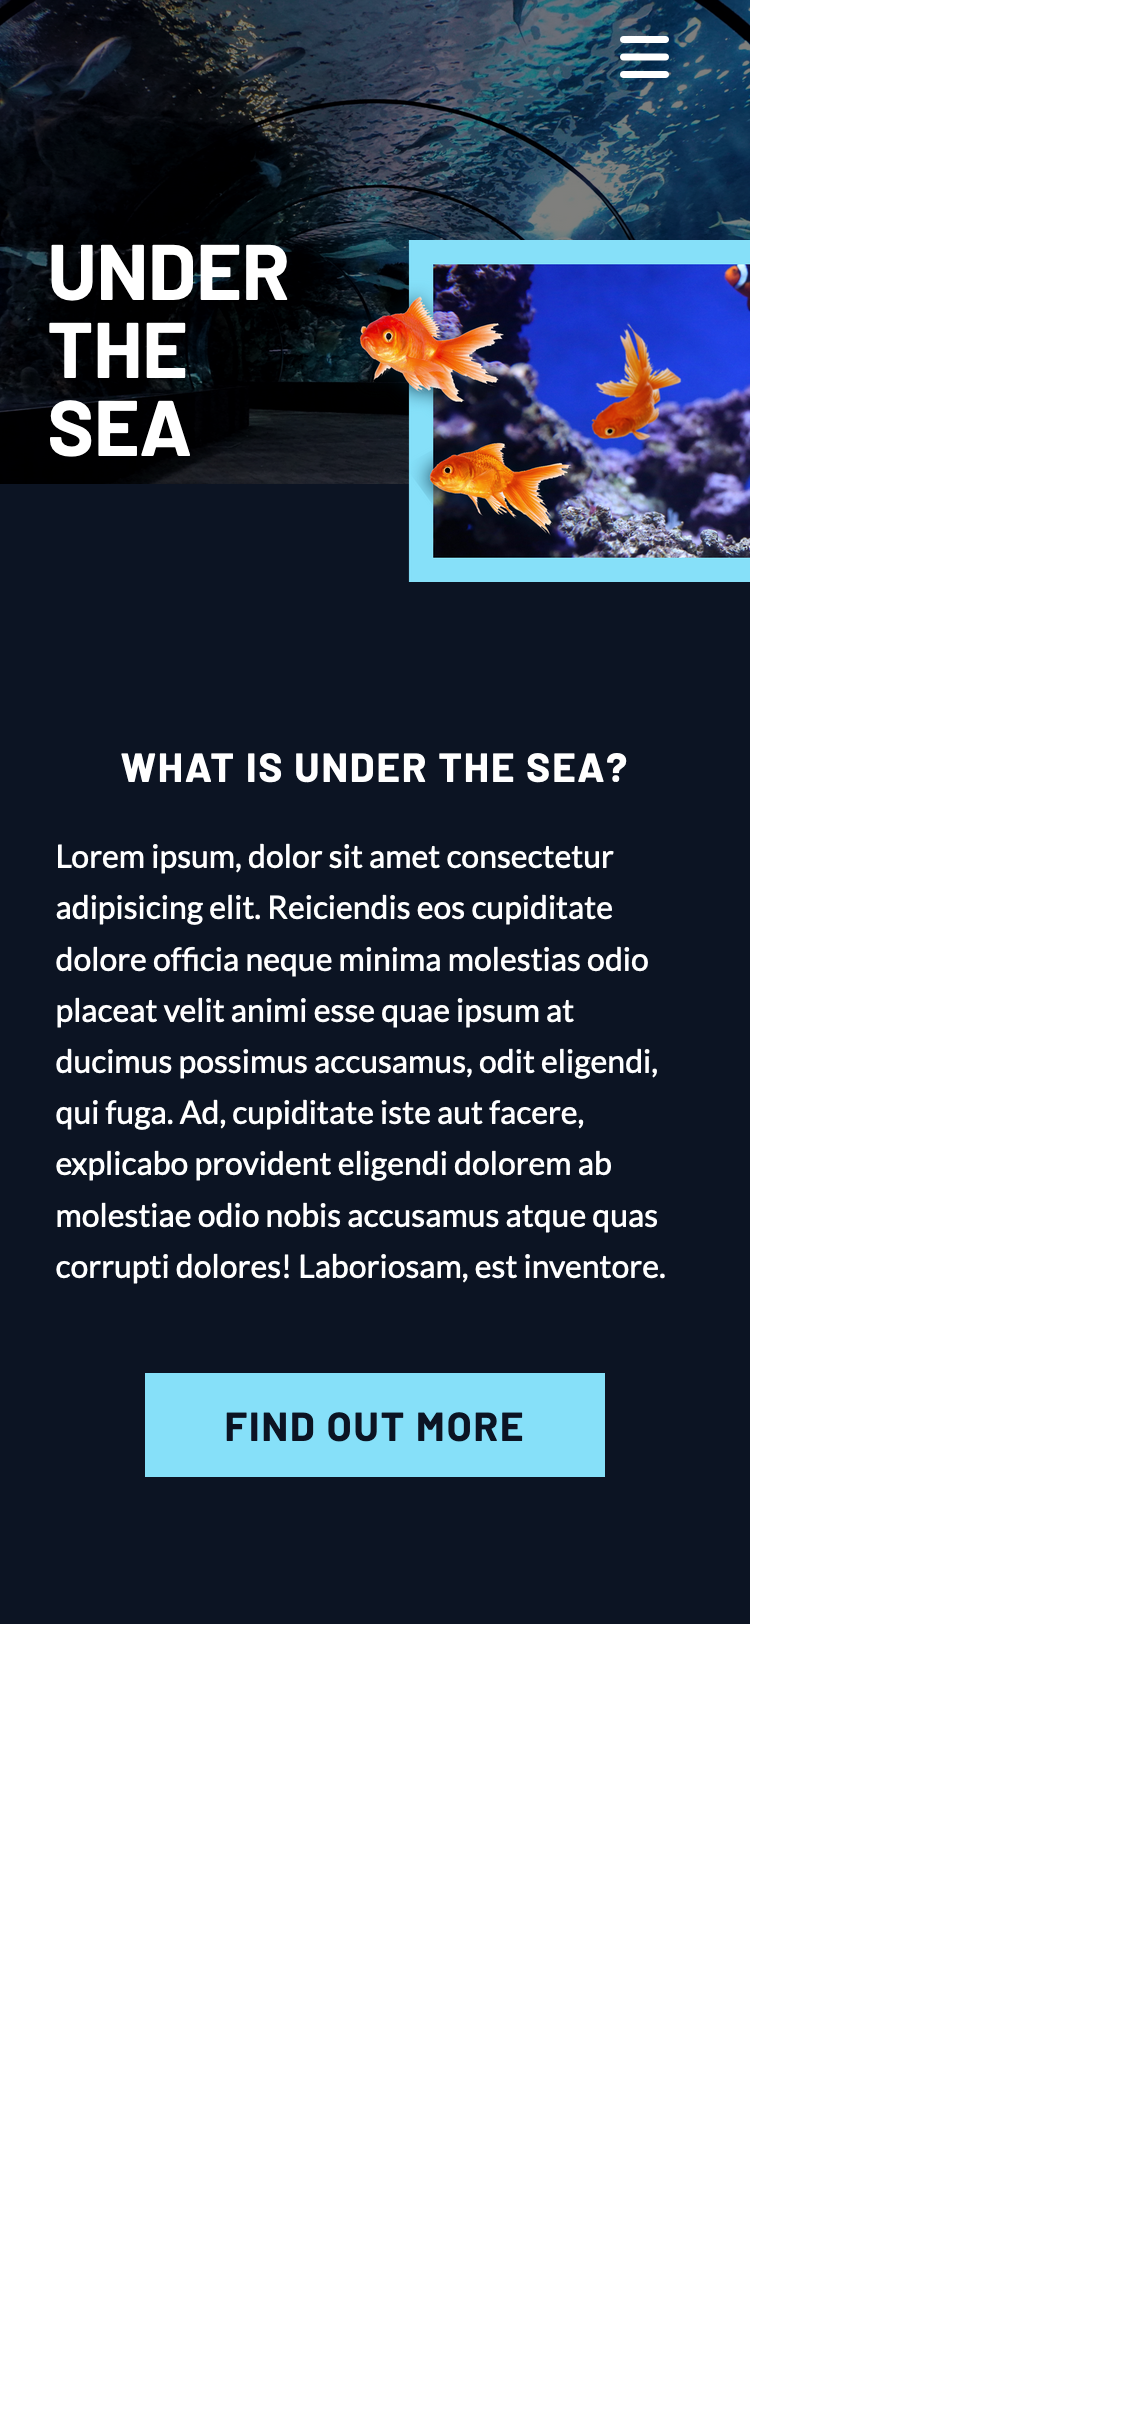 UNDER
THE
SEA
WHAT IS UNDER THE SEA?
Lorem ipsum, dolor sit amet consectetur
adipisicing elit. Reiciendis eos cupiditate
dolore officia neque minima molestias odio
placeat velit animi esse quae ipsum at
ducimus possimus accusamus, odit eligendi,
qui fuga. Ad, cupiditate iste aut facere,
explicabo provident eligendi dolorem ab
molestiae odio nobis accusamus atque quas
corrupti dolores! Laboriosam, est inventore.
FIND OUT MORE